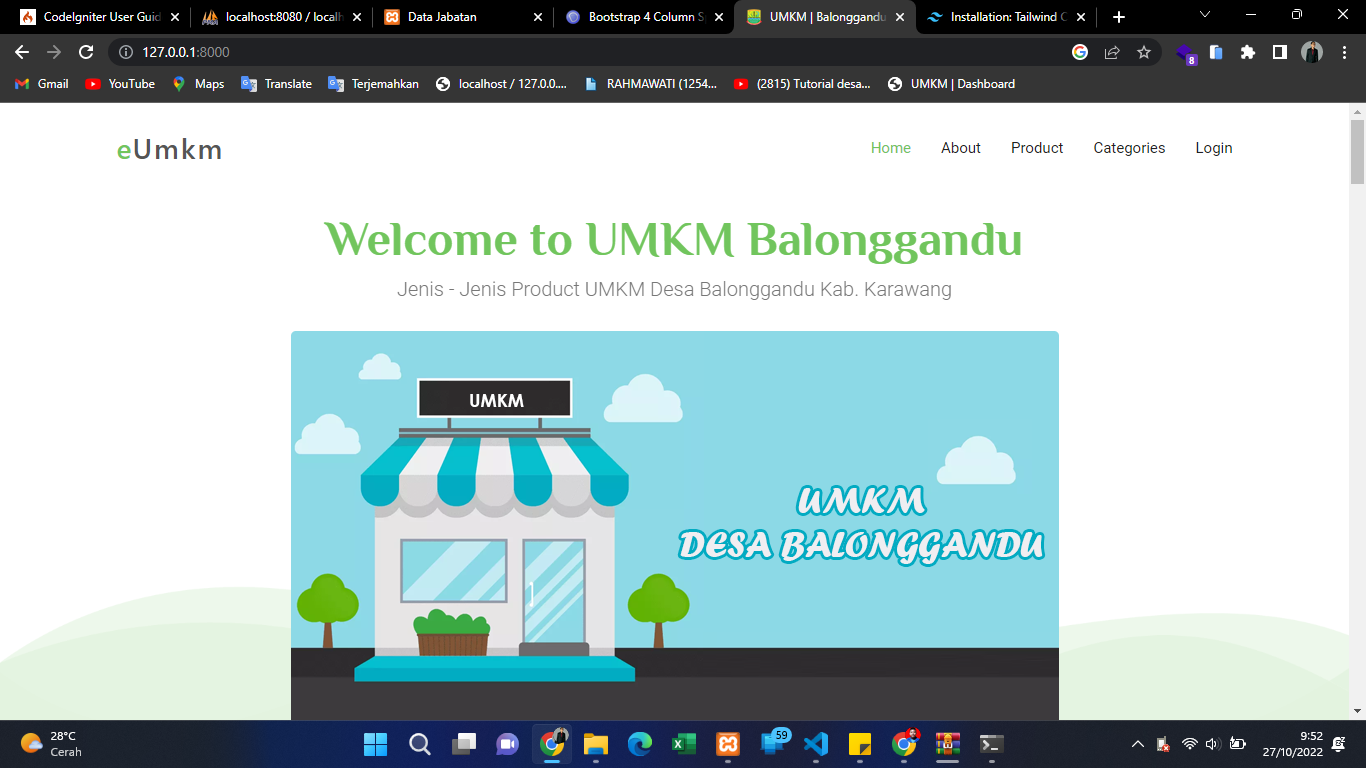 CodeIgniter User Guid
localhost:8080 / localh
Data Jabatan
Bootstrap 4 Column S
UMKM | Balonggandu
Installation: Tailwind C
127.0.0.1:8000
8
Gmail
YouTube
Maps
Translate
Terjemahkan
localhost / 127.0.0....
RAHMAWATI (1254...
(2815) Tutorial desa...
UMKM | Dashboard
eUmkm
Home
About
Product
Categories
Login
Welcome to UMKM Balonggandu
Jenis - Jenis Product UMKM Desa Balonggandu Kab. Karawang
UMKM
UMKM
DESA BALONGGANDU
28°C
Cerah
59
9:52
27/10/2022